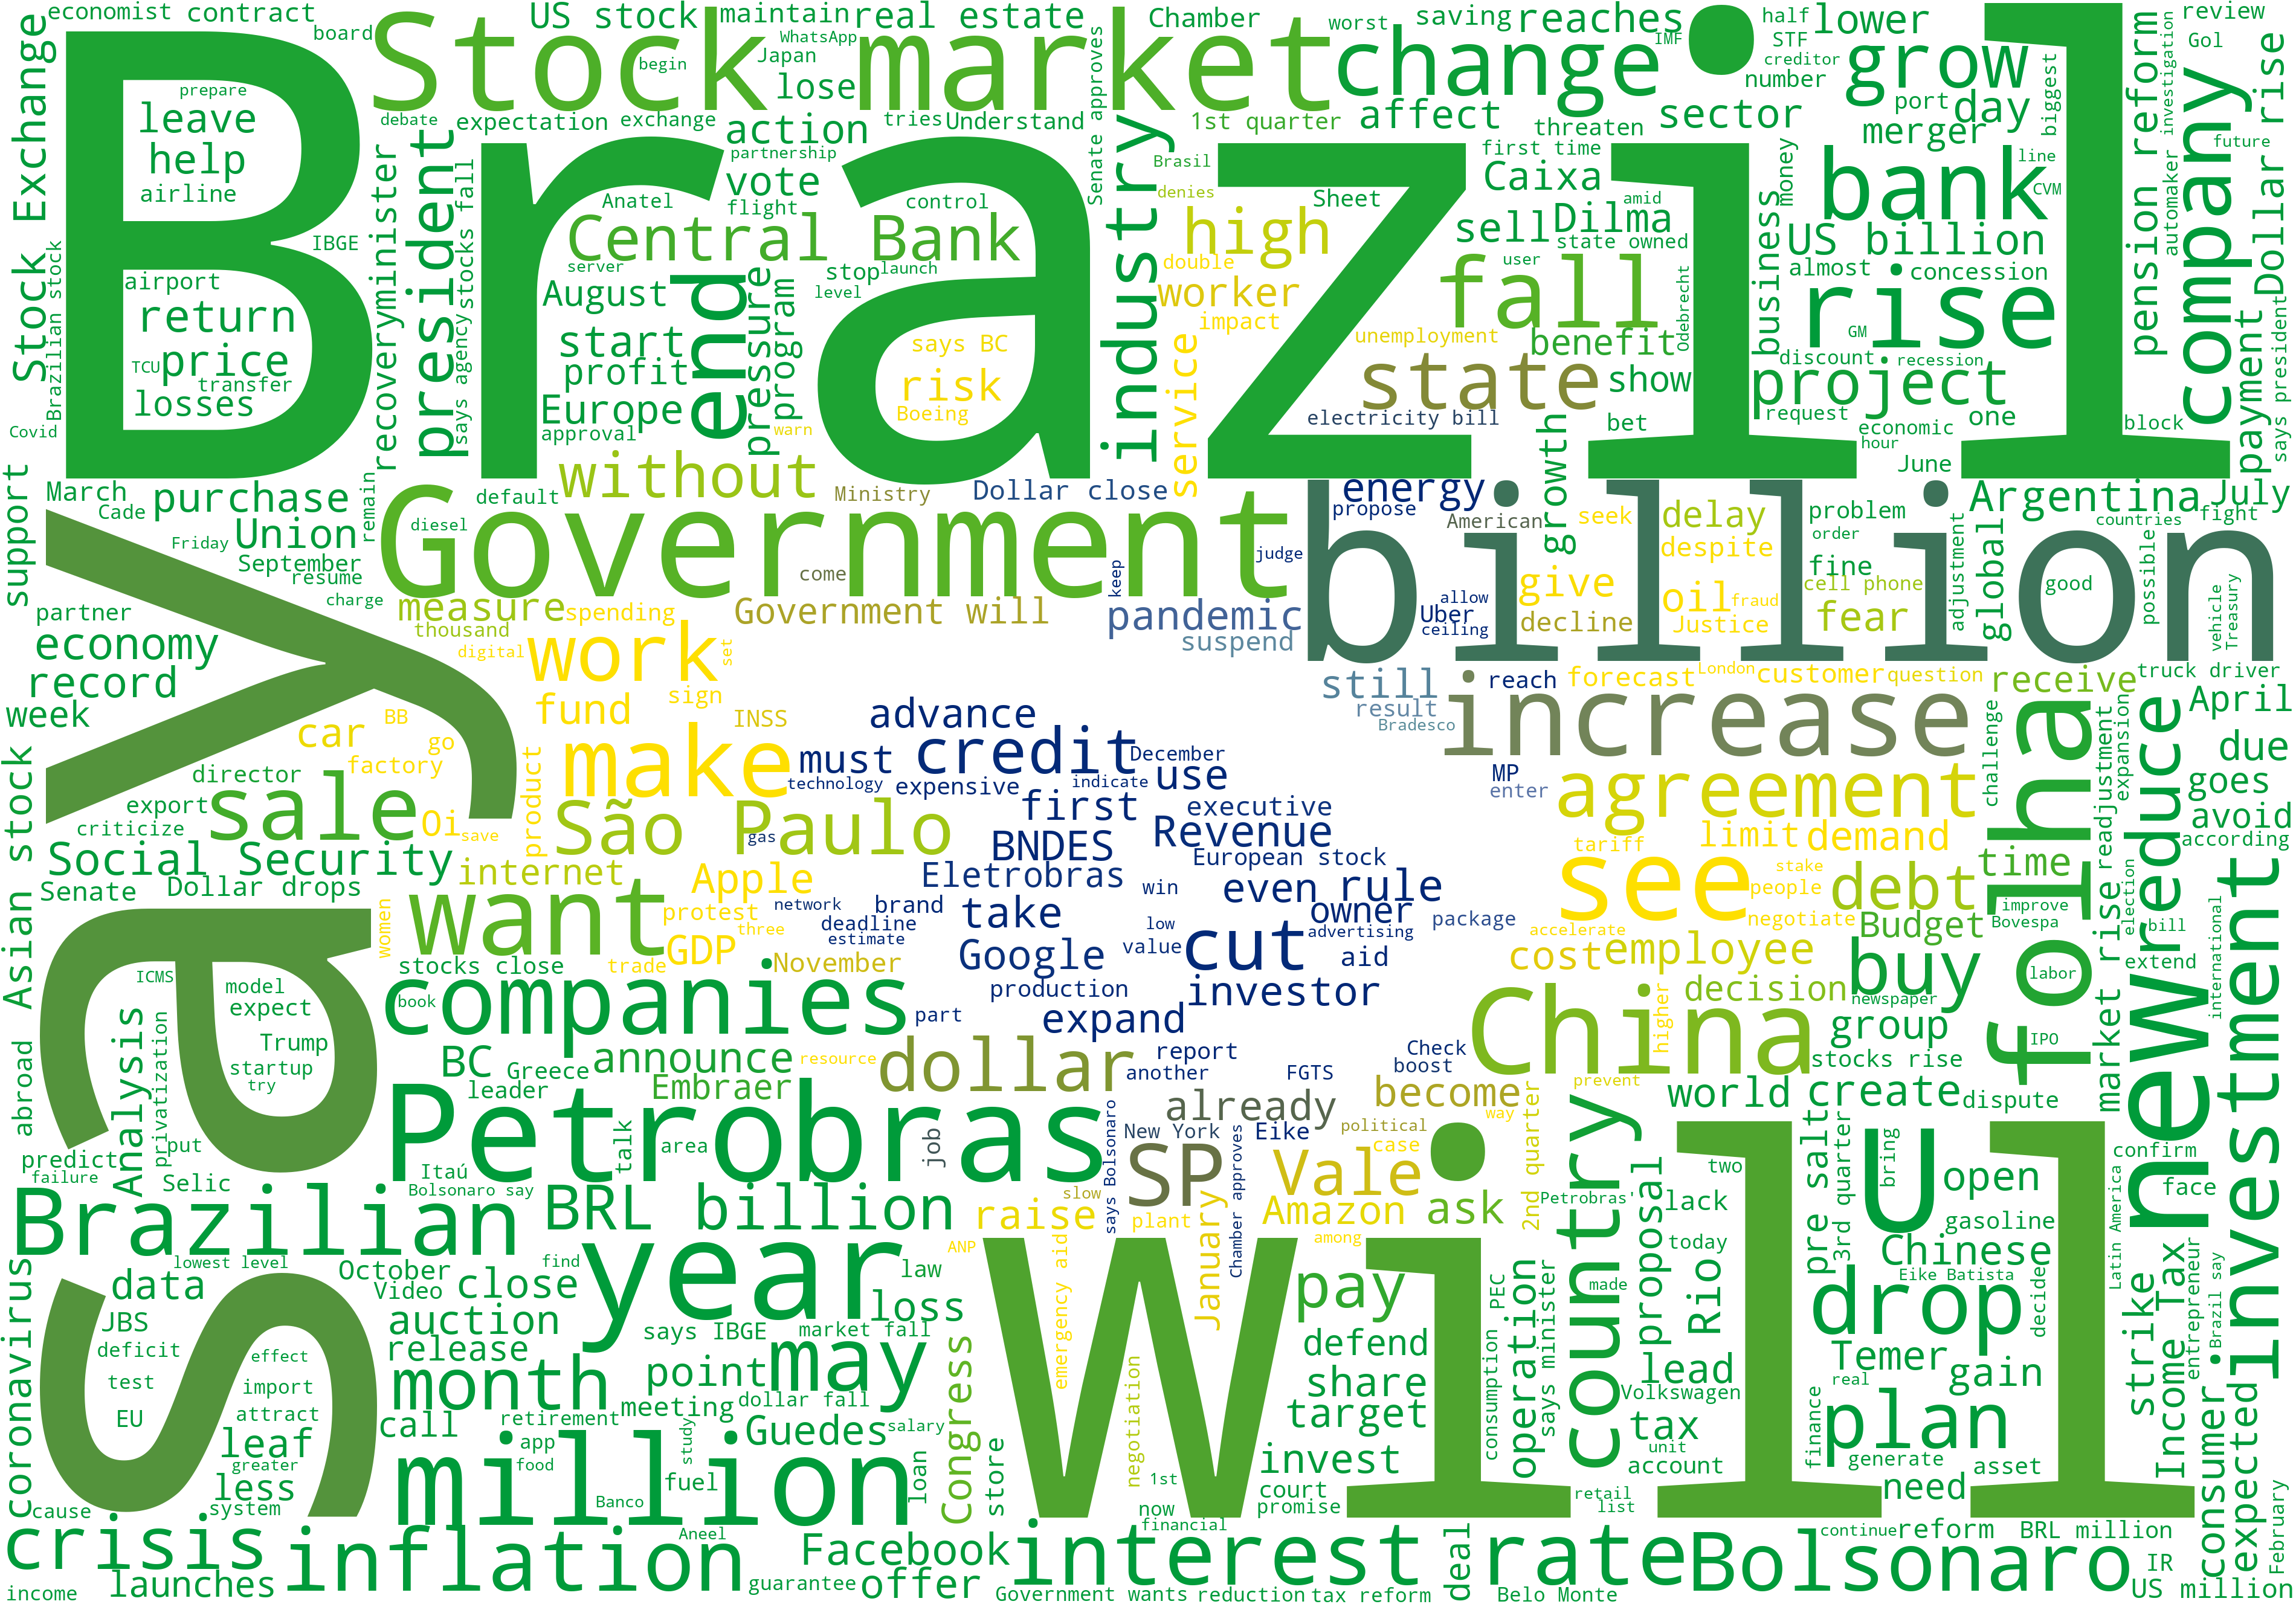 Brazil
Say
Will
billion
Stock market
Government
Petrobras
China
folha
new
year
million
companies
company
country
investment
increase
change
grow
bank
rise
fall
state
project
industry
president
end
Central Bank
high
Stock Exchange
economist contract
board
US stock
maintain
real estate
Chamber
worst
saving
reaches
half
STF
lower
review
Gol
WhatsApp
Japan
begin
lose
IMF
creditor
number
prepare
leave
help
airline
debate
expectation
exchange
action
tries
Understand
1st quarter
affect
threaten
sector
merger
port
day
biggest
pension reform
automaker
investigation
future
Dollar rise
partnership
vote
flight
Anatel
control
Senate approves
Brasil
denies
first time
Caixa
Sheet
amid
money
line
CVM
IBGE
airport
return
TCU
price
transfer
losses
Brazilian stock
Covid
recovery
minister
says agency
stocks fall
server
August
start
profit
Europe
approval
pressure
program
stop
launch
level
says BC
risk
Boeing
warn
double
worker
impact
service
sell
Dilma
state owned
user
unemployment
Odebrecht
benefit
show
business
US billion
almost
concession
GM
discount
recession
request
one
economic
hour
June
bet
growth
electricity bill
block
payment
says president
support
March
Cade
purchase
Union
Friday
September
resume
remain
charge
default
diesel
without
Ministry
Dollar close
energy
propose
American
seek
delay
despite
problem
order
fine
cell phone
Argentina
July
countries
fight
global
adjustment
good
possible
vehicle
Treasury
partner
economy
record
week
measure
spending
thousand
digital
work
set
Government will
come
judge
keep
pandemic
suspend
Uber
allow
ceiling
give
decline
oil
fraud
Justice
fear
truck driver
car
BB
go
factory
director
sale
export
criticize
Oi
save
fund
sign
INSS
make
product
São Paulo
advance
must
credit
December
technology
expensive
indicate
use
first
executive
gas
BNDES
Revenue
European stock
still
result
Bradesco
reach
forecast
London
customer
question
receive
April
MP
enter
agreement
challenge
readjustment
expansion
reduce
due
goes
avoid
according
Asian stock
Social Security
Senate
Dollar drops
internet
Apple
Eletrobras
win
even
rule
tariff
limit
demand
stake
see
people
debt
time
improve
Bovespa
election
bill
want
women
protest
network
three
brand
deadline
estimate
take
low
owner
advertising
package
negotiate
accelerate
Budget
GDP
trade
November
Google
value
cut
aid
cost
employee
buy
labor
extend
market rise
international
stocks close
ICMS
model
expect
Analysis
Trump
startup
try
privatization
abroad
book
production
investor
part
expand
decision
newspaper
higher
group
IPO
BC
Greece
announce
resource
dollar
report
another
Check
boost
FGTS
become
prevent
stocks rise
leader
Embraer
already
world
create
dispute
predict
failure
put
Selic
Itaú
talk
area
job
New York
Eike
political
case
way
2nd quarter
SP
Vale
Petrobras'
proposal
two
lack
pre salt
3rd quarter
bring
U
open
Latin America
confirm
face
Brazilian
Bolsonaro say
BRL billion
slow
raise
says Bolsonaro
plant
January
Chamber approves
Amazon
ask
Rio
today
gasoline
Chinese
coronavirus
lowest level
data
October
Video
close
find
ANP
law
emergency aid
among
pay
operation
consumption
PEC
says minister
made
Eike Batista
drop
decided
strike
Income Tax
entrepreneur
Brazil say
JBS
deficit
effect
auction
release
says IBGE
market fall
loss
test
import
EU
attract
month
point
may
dollar fall
Congress
negotiation
defend
share
target
lead
Volkswagen
tax
Temer
real
gain
plan
leaf
greater
less
system
call
retirement
meeting
app
food
study
Guedes
salary
fuel
loan
store
1st
now
invest
court
promise
retail
list
unit
account
finance
generate
need
asset
consumer
expected
February
cause
crisis
income
launches
inflation
Banco
Aneel
guarantee
Facebook
offer
financial
interest
rate
Government wants
reduction
tax reform
deal
Belo Monte
Bolsonaro
continue
reform
BRL million
IR
US million